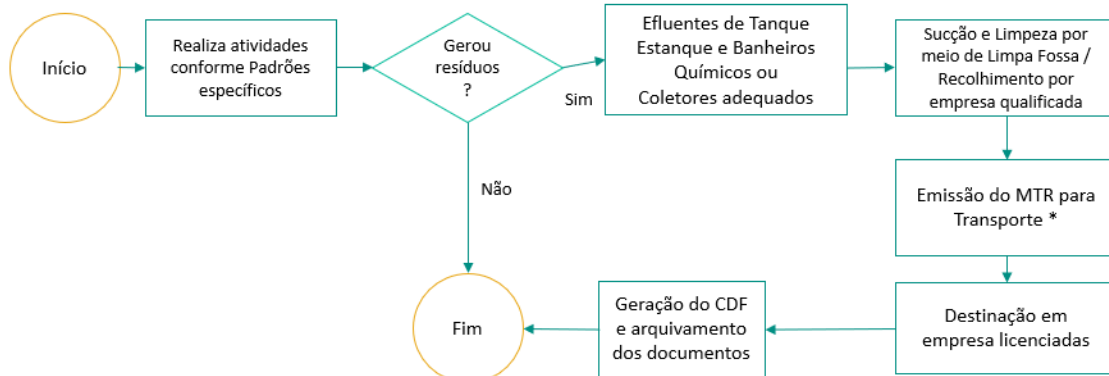 Início
Realiza atividades
conforme Padrões
específicos
Gerou
resíduos
?
Sim
Efluentes de Tanque
Estanque e Banheiros
Químicos ou
Coletores adequados
Sucção e Limpeza por
meio de Limpa Fossa /
Recolhimento por
empresa qualificada
Não
Emissão do MTR para
Transporte *
Destinação em
empresa licenciadas
Geração do CDF
e arquivamento
dos documentos
Fim